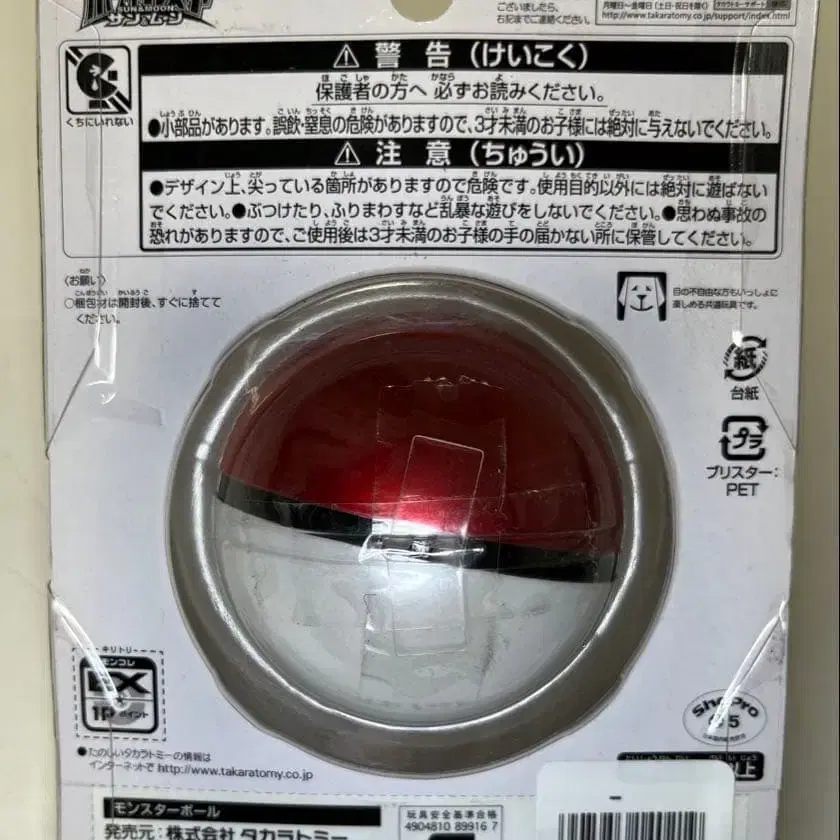 SUN&MOON
サン&ムーン
ございましたら、
右記までご連絡ください。
月曜日~金曜日(土日・祝日を除く)
http://www.takaratomy.co.jp/support/index.html
くちにいれない
⚠ 警告 (けいこく)
保護者の方へ 必ずお読みください。
●小部品があります。誤飲・窒息の危険がありますので、3才未満のお子様には絶対に与えないでください。
⚠ 注意 (ちゅうい)
●デザイン上、尖っている箇所がありますので危険です。使用目的以外には絶対に遊ばない
でください。●ぶつけたり、ふりまわすなど乱暴な遊びをしないでください。●思わぬ事故の
恐れがありますので、ご使用後は3才未満のお子様の手の届かない所に保管してください。
〈お願い〉
○梱包材は開封後、すぐに捨てて
ください。
目の不自由な方もいっしょに
楽しめる共遊玩具です。
紙
台紙
プラ
ブリスター:
PET
キリトリ
モンコレ
EX
1Pポイント
●たのしいタカラトミーの情報は
インターネットで http://www.takaratomy.co.jp
ShoPro
モンスターボール
発売元:株式会社 タカラトミー
玩具安全基準合格
4904810 89916 7